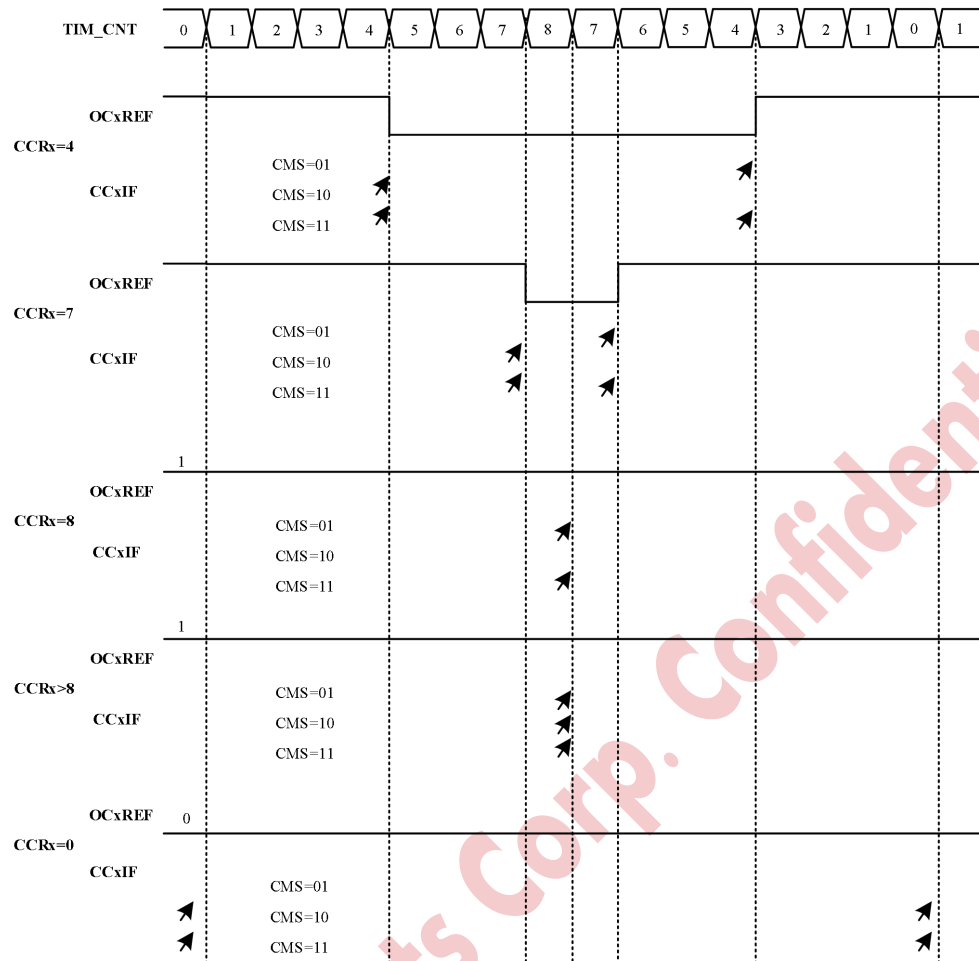 TIM_CNT 0 1 2 3 4 5 6 7 8 7 6 5 4 3 2 1 0 1
OCxREF
CCRx=4
CMS=01
CCxIF
CMS=10
CMS=11
OCxREF
CCRx=7
CMS=01
CCxIF
CMS=10
CMS=11
1
OCxREF
CCRx=8
CMS=01
CCxIF
CMS=10
CMS=11
1
OCxREF
CCRx>8
CMS=01
CCxIF
CMS=10
CMS=11
OCxREF 0
CCRx=0
CCxIF
CMS=01
CMS=10
CMS=11
ts Corp. Confidenti